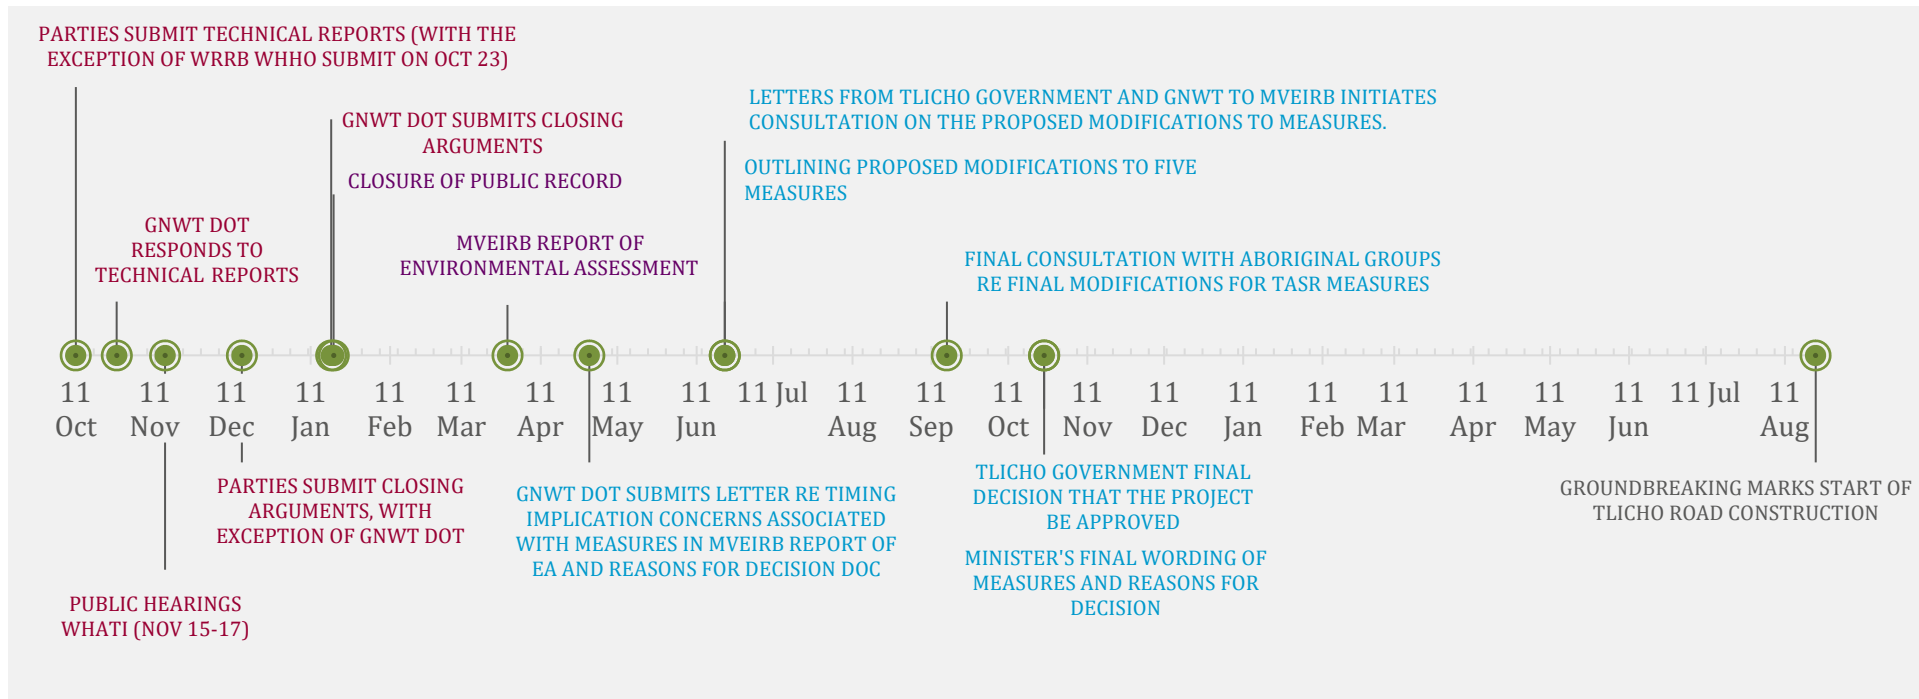 PARTIES SUBMIT TECHNICAL REPORTS (WITH THE
EXCEPTION OF WRRB WHHO SUBMIT ON OCT 23)
GNWT DOT SUBMITS CLOSING
ARGUMENTS
CLOSURE OF PUBLIC RECORD
GNWT DOT
RESPONDS TO
TECHNICAL REPORTS
MVEIRB REPORT OF
ENVIRONMENTAL ASSESSMENT
LETTERS FROM TLICHO GOVERNMENT AND GNWT TO MVEIRB INITIATES
CONSULTATION ON THE PROPOSED MODIFICATIONS TO MEASURES.
OUTLINING PROPOSED MODIFICATIONS TO FIVE
MEASURES
FINAL CONSULTATION WITH ABORIGINAL GROUPS
RE FINAL MODIFICATIONS FOR TASR MEASURES
11 11 11 11 11 11 11 11 11 11 Jul 11 11 11 11 11 11 11 11 11 11 11 11 Jul 11
Oct Nov Dec Jan Feb Mar Apr May Jun Aug Sep Oct Nov Dec Jan Feb Mar Apr May Jun Aug
PARTIES SUBMIT CLOSING
ARGUMENTS, WITH
EXCEPTION OF GNWT DOT
PUBLIC HEARINGS
WHATI (NOV 15-17)
GNWT DOT SUBMITS LETTER RE TIMING
IMPLICATION CONCERNS ASSOCIATED
WITH MEASURES IN MVEIRB REPORT OF
EA AND REASONS FOR DECISION DOC
TLICHO GOVERNMENT FINAL
DECISION THAT THE PROJECT
BE APPROVED
MINISTER'S FINAL WORDING OF
MEASURES AND REASONS FOR
DECISION
GROUNDBREAKING MARKS START OF
TLICHO ROAD CONSTRUCTION